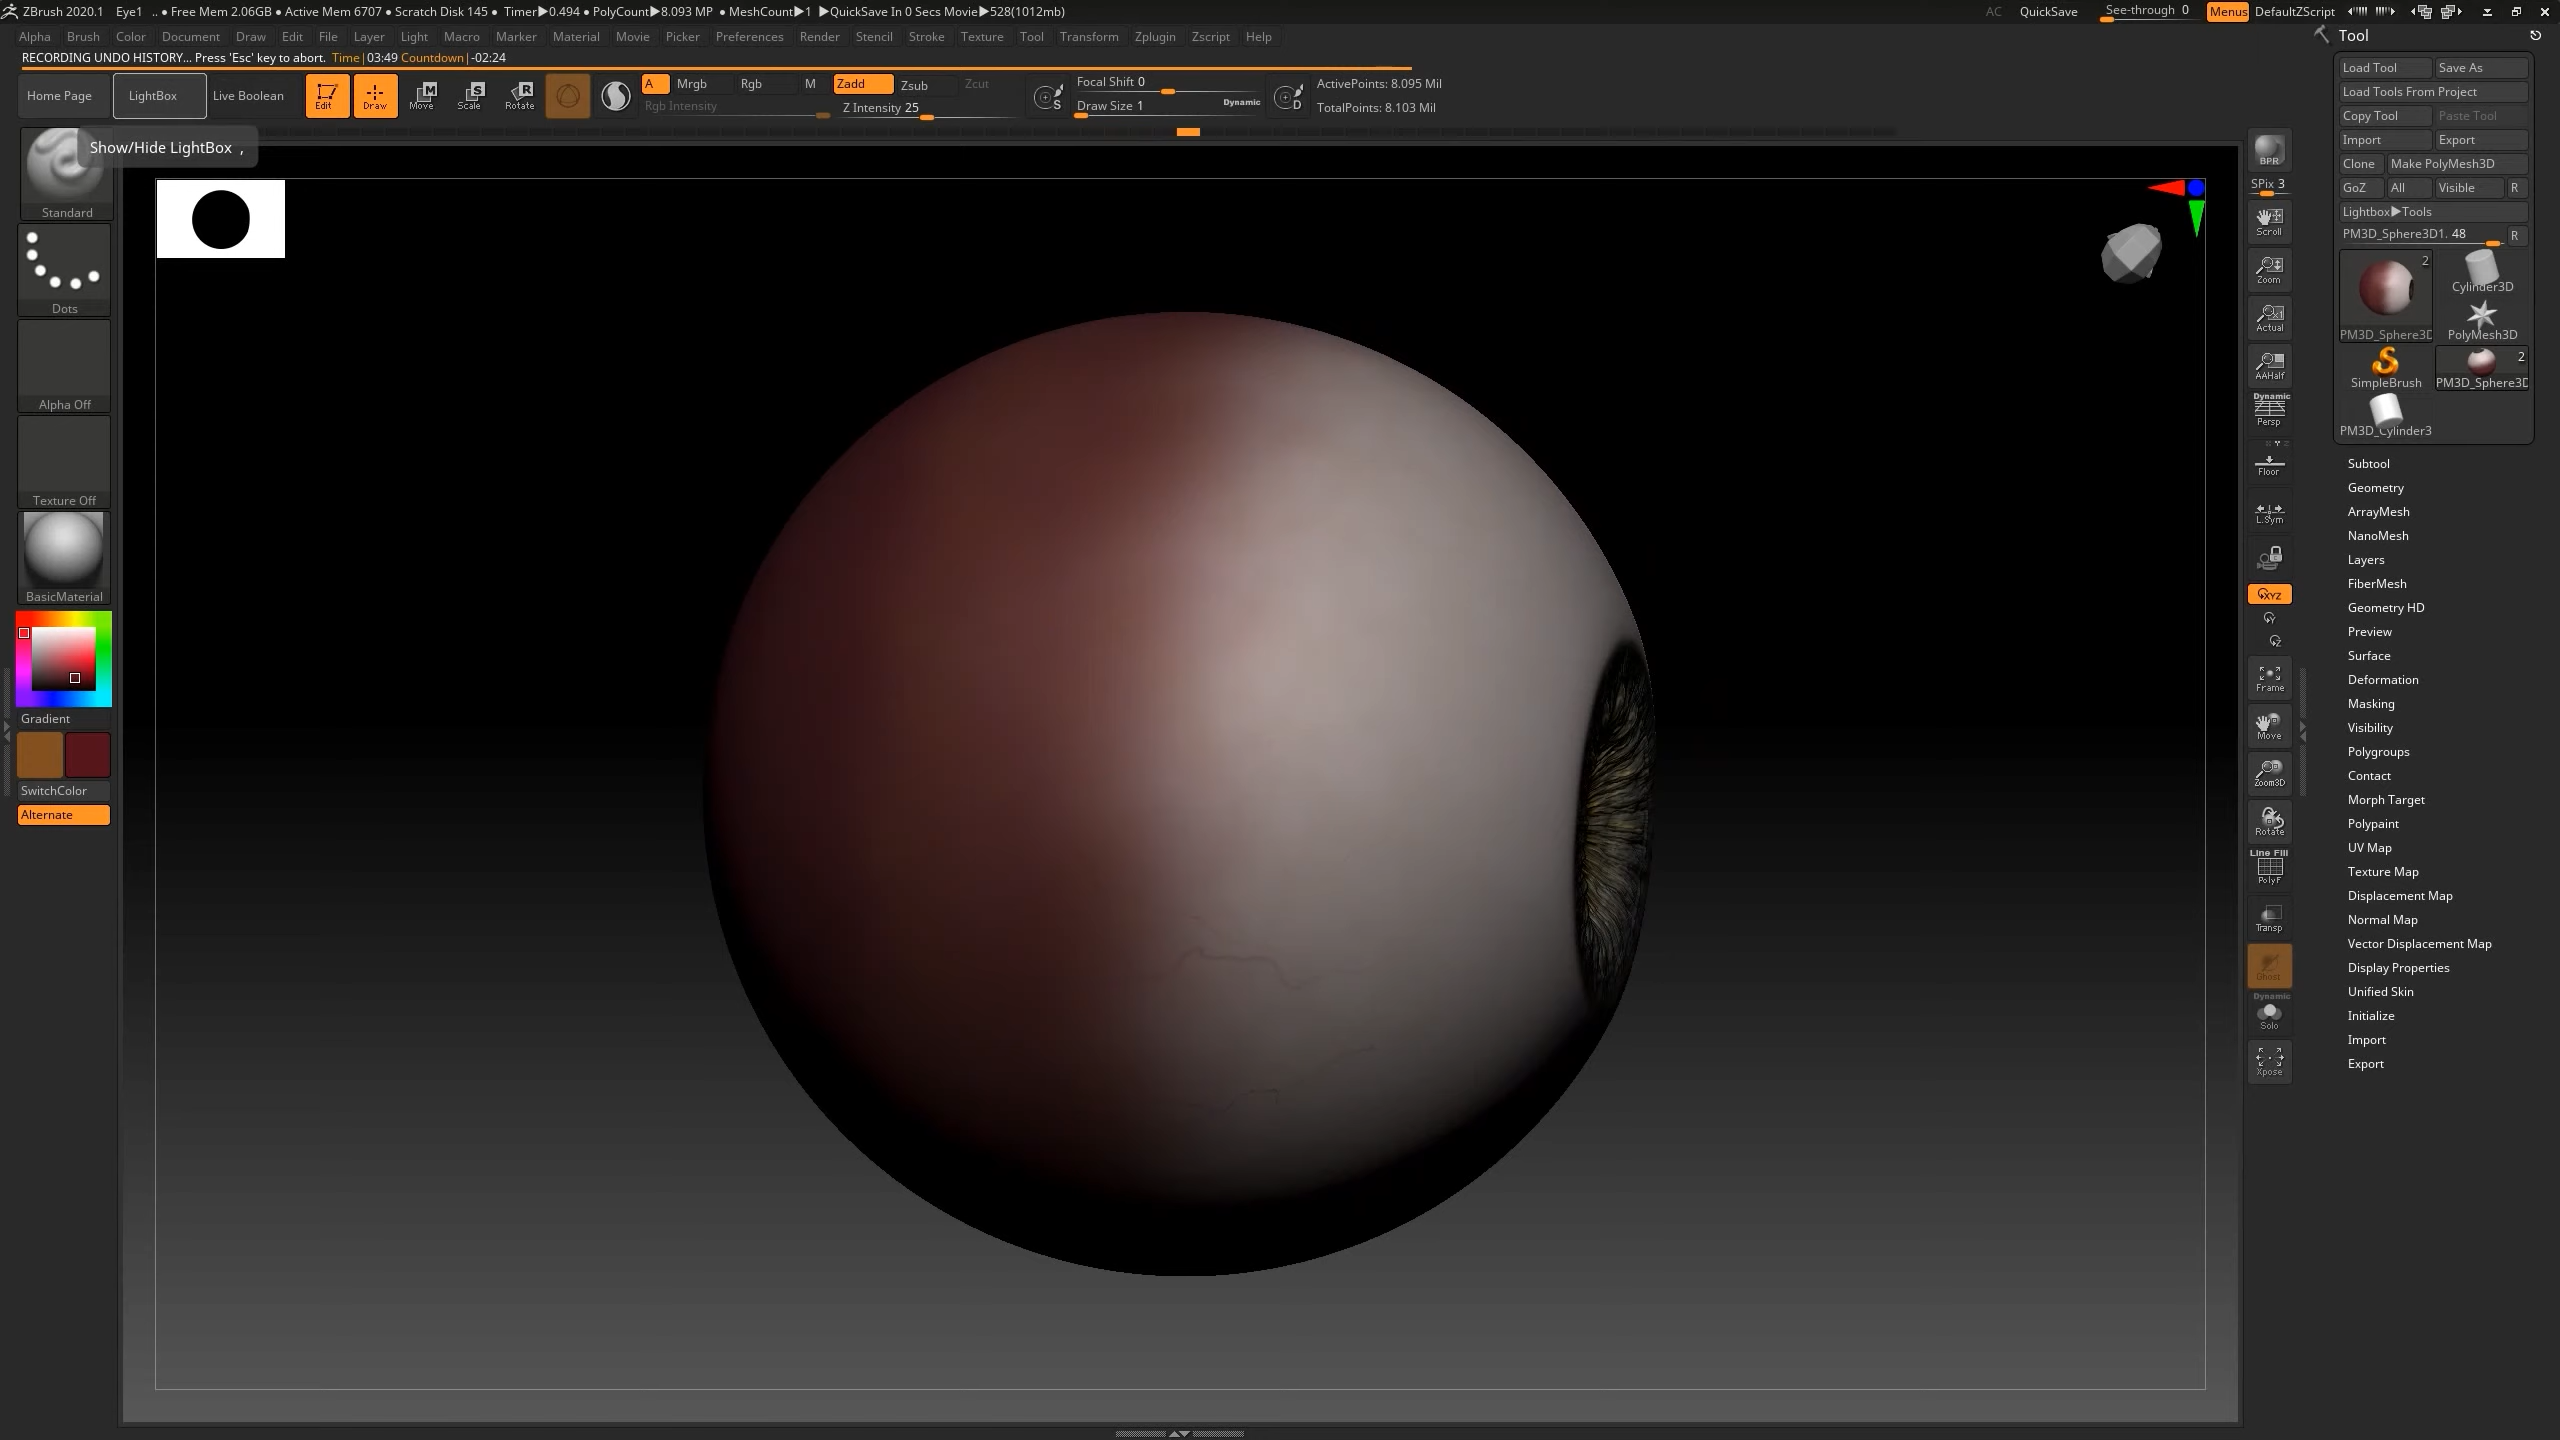 ZBrush 2020.1 Eye1 .. • Free Mem 2.06GB • Active Mem 6707 • Scratch Disk 145 • Timer▶0.494 • PolyCount▶8.093 MP • MeshCount▶1 ▶QuickSave In 0 Secs Movie▶528(1012mb) AC QuickSave See-through 0 Menus DefaultZScript
Alpha Brush Color Document Draw Edit File Layer Light Macro Marker Material Movie Picker Preferences Render Stencil Stroke Texture Tool Transform Zplugin Zscript Help
RECORDING UNDO HISTORY... Press 'Esc' key to abort. Time|03:49 Countdown|-02:24
Home Page LightBox Live Boolean Edit Draw Move Scale Rotate
A Mrgb Rgb M Zadd Zsub Zcut
Rgb Intensity Z Intensity 25
Focal Shift 0
Draw Size 1 Dynamic
ActivePoints: 8.095 Mil
TotalPoints: 8.103 Mil
Show/Hide LightBox ,
Standard
Dots
Alpha Off
Texture Off
BasicMaterial
Gradient
SwitchColor
Alternate
BPR
SPix 3
Scroll
Zoom
Actual
AAHalf
Dynamic
Persp
Floor
L.Sym
XYZ
Y
Z
Frame
Move
Zoom3D
Rotate
Line Fill
PolyF
Transp
Ghost
Dynamic
Solo
Xpose
Tool
Load Tool Save As
Load Tools From Project
Copy Tool Paste Tool
Import Export
Clone Make PolyMesh3D
GoZ All Visible R
Lightbox▶Tools
PM3D_Sphere3D1. 48 R
2
Cylinder3D
PM3D_Sphere3D PolyMesh3D
2
SimpleBrush PM3D_Sphere3D
PM3D_Cylinder3
Subtool
Geometry
ArrayMesh
NanoMesh
Layers
FiberMesh
Geometry HD
Preview
Surface
Deformation
Masking
Visibility
Polygroups
Contact
Morph Target
Polypaint
UV Map
Texture Map
Displacement Map
Normal Map
Vector Displacement Map
Display Properties
Unified Skin
Initialize
Import
Export